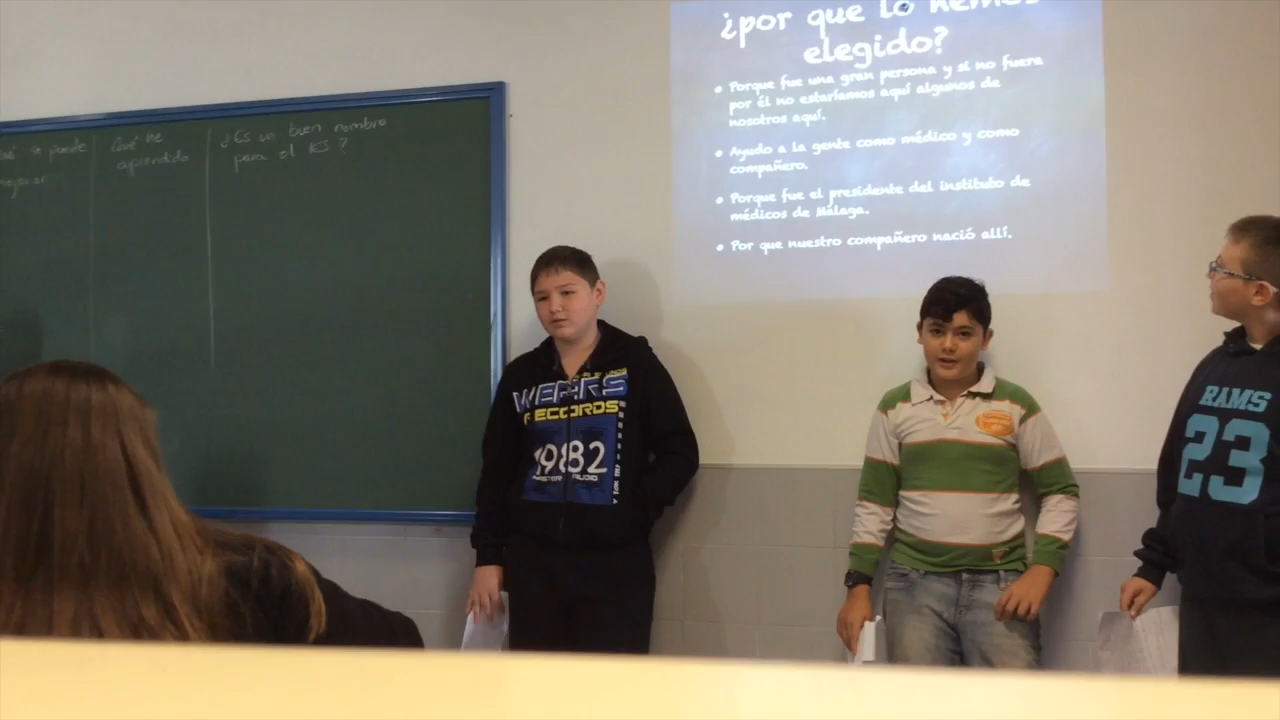 ¿por que lo hemos
elegido?
• Porque fue una gran persona y si no fuera
por él no estaríamos aquí algunos de
nosotros aquí.
• Ayudo a la gente como médico y como
compañero.
• Porque fue el presidente del instituto de
médicos de Málaga.
• Por que nuestro compañero nació allí.
se puede
Qué he
aprendido
¿Es un buen nombre
para el IES?
RECORDS
1982
RAMS
23